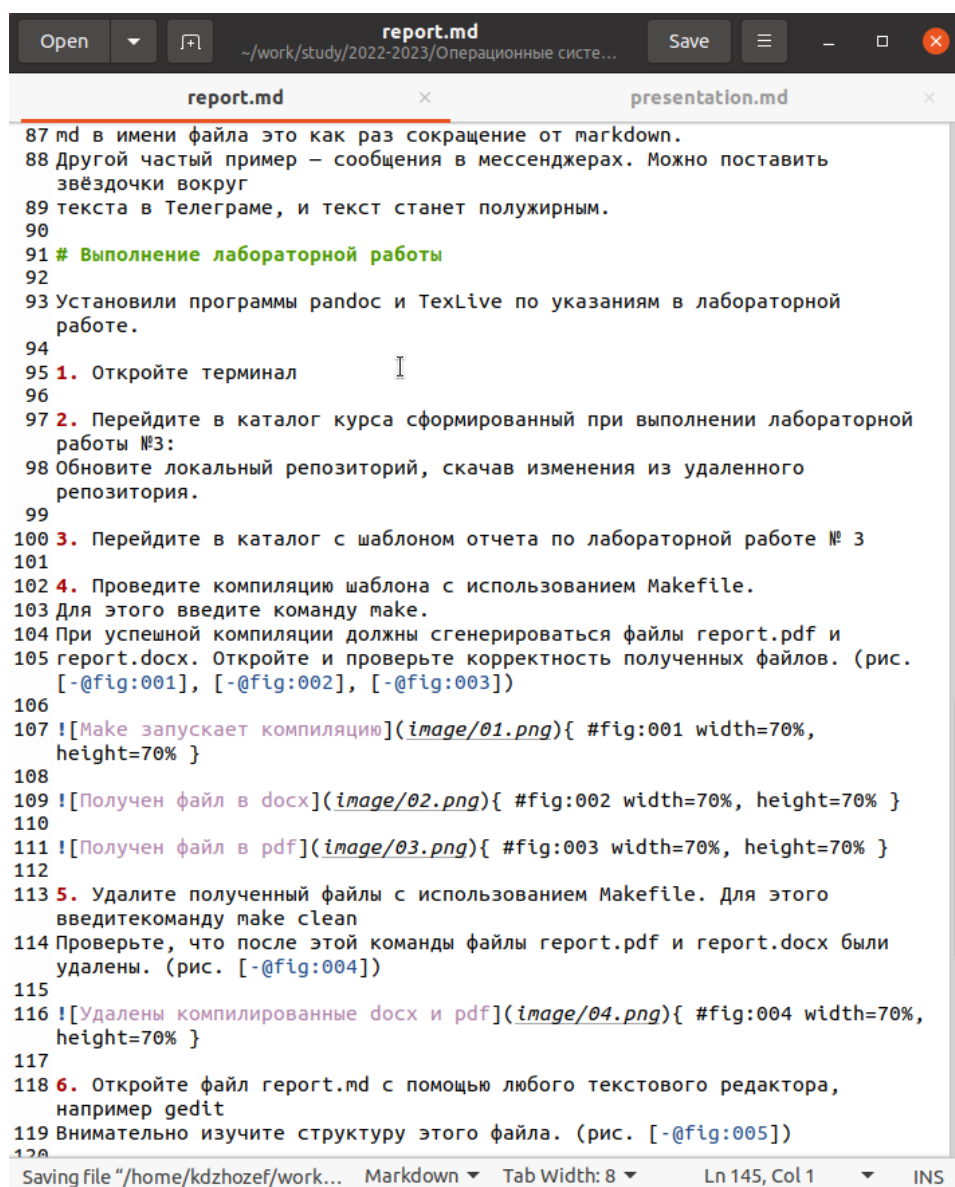 Open
report.md
~/work/study/2022-2023/Операционные систе...
Save
report.md
presentation.md
87 md в имени файла это как раз сокращение от markdown.
88 Другой частый пример — сообщения в мессенджерах. Можно поставить
звёздочки вокруг
89 текста в Телеграме, и текст станет полужирным.
90
91 # Выполнение лабораторной работы
92
93 Установили программы pandoc и TexLive по указаниям в лабораторной
работе.
94
95 1. Откройте терминал
96
97 2. Перейдите в каталог курса сформированный при выполнении лабораторной
работы №3:
98 Обновите локальный репозиторий, скачав изменения из удаленного
репозитория.
99
100 3. Перейдите в каталог с шаблоном отчета по лабораторной работе № 3
101
102 4. Проведите компиляцию шаблона с использованием Makefile.
103 Для этого введите команду make.
104 При успешной компиляции должны сгенерироваться файлы report.pdf и
105 report.docx. Откройте и проверьте корректность полученных файлов. (рис.
[-@fig:001], [-@fig:002], [-@fig:003])
106
107 ![Make запускает компиляцию](image/01.png){ #fig:001 width=70%,
height=70% }
108
109 ![Получен файл в docx](image/02.png){ #fig:002 width=70%, height=70% }
110
111 ![Получен файл в pdf](image/03.png){ #fig:003 width=70%, height=70% }
112
113 5. Удалите полученный файлы с использованием Makefile. Для этого
введитекоманду make clean
114 Проверьте, что после этой команды файлы report.pdf и report.docx были
удалены. (рис. [-@fig:004])
115
116 ![Удалены компилированные docx и pdf](image/04.png){ #fig:004 width=70%,
height=70% }
117
118 6. Откройте файл report.md с помощью любого текстового редактора,
например gedit
119 Внимательно изучите структуру этого файла. (рис. [-@fig:005])
120
Saving file “/home/kdzhozef/work...
Markdown
Tab Width: 8
Ln 145, Col 1
INS